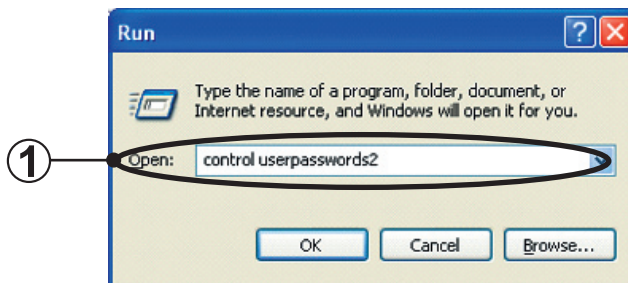 Run
Type the name of a program, folder, document, or
Internet resource, and Windows will open it for you.
1
Open: control userpasswords2
OK Cancel Browse...